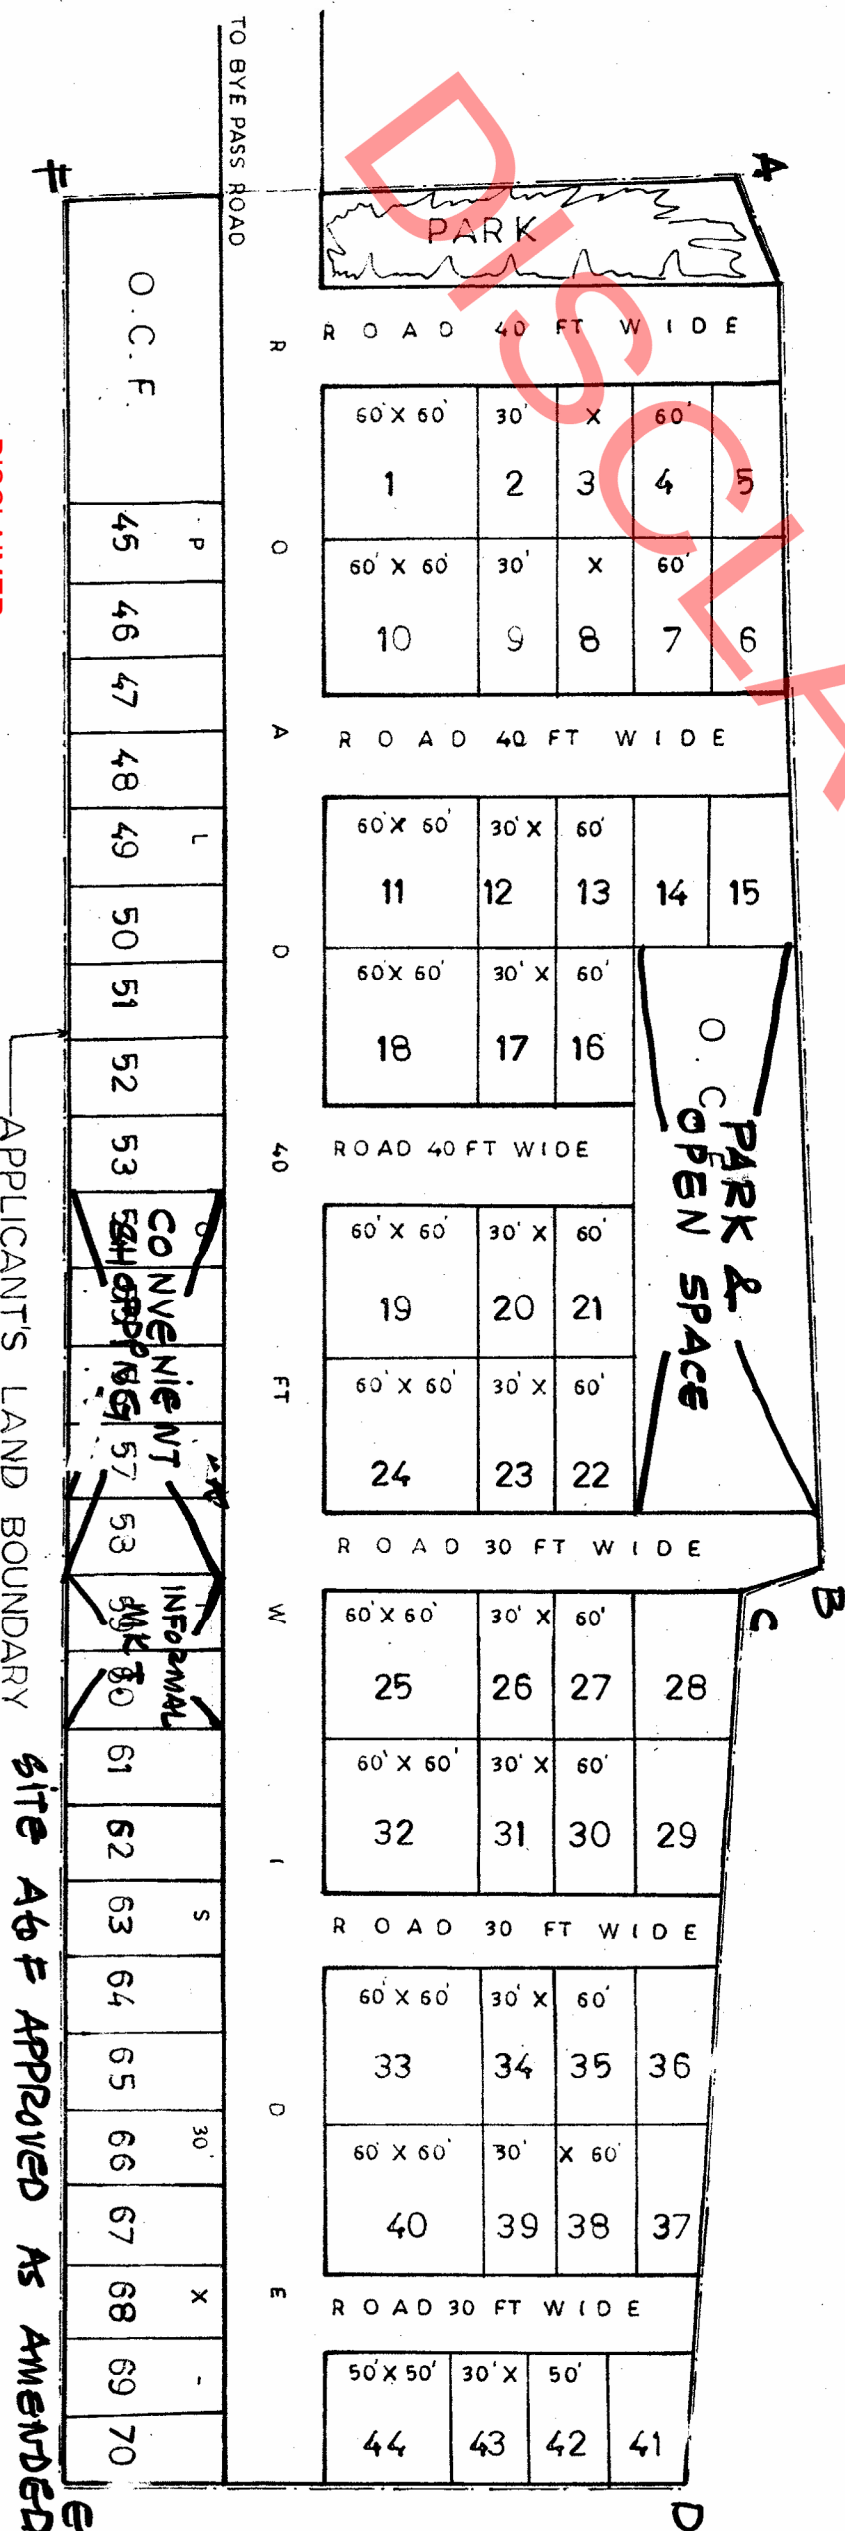 TO BYE PASS ROAD
A
F
PARK
DISCLA
O.C.F.
ROAD 40 FT WIDE
ROAD 40 FT WIDE
60' X 60' 30' X 60'
1 2 3 4 5
60' X 60' 30' X 60'
10 9 8 7 6
ROAD 40 FT WIDE
60' X 60' 30' X 60'
11 12 13 14 15
60' X 60' 30' X 60'
18 17 16
O.C.
PARK &
OPEN SPACE
ROAD 40 FT WIDE
60' X 60' 30' X 60'
19 20 21
60' X 60' 30' X 60'
24 23 22
ROAD 30 FT WIDE
B
C
60' X 60' 30' X 60'
25 26 27 28
60' X 60' 30' X 60'
32 31 30 29
ROAD 30 FT WIDE
60' X 60' 30' X 60'
33 34 35 36
60' X 60' 30' X 60'
40 39 38 37
ROAD 30 FT WIDE
50' X 50' 30' X 50'
44 43 42 41
D
E
P L O S 30' X
45
46
47
48
49
50
51
52
53
CONVENIENT
SHOPPING
57
53
INFORMAL
MKT
61
62
63
64
65
66
67
68
69
70
APPLICANT'S LAND BOUNDARY
SITE A to F APPROVED AS AMENDED